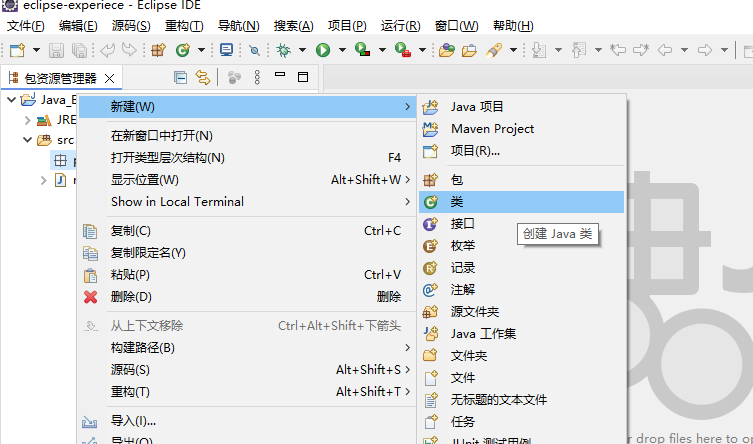 eclipse-experiece - Eclipse IDE
文件(F) 编辑(E) 源码(S) 重构(T) 导航(N) 搜索(A) 项目(P) 运行(R) 窗口(W) 帮助(H)
包资源管理器
Java_E
JRE
src
新建(W)
在新窗口中打开(N)
打开类型层次结构(N) F4
显示位置(W) Alt+Shift+W
Show in Local Terminal
复制(C) Ctrl+C
复制限定名(Y)
粘贴(P) Ctrl+V
删除(D) 删除
从上下文移除 Ctrl+Alt+Shift+下箭头
构建路径(B)
源码(S) Alt+Shift+S
重构(T) Alt+Shift+T
导入(I)...
导出(O)
Java 项目
Maven Project
项目(R)...
包
类
接口
创建 Java 类
枚举
记录
注解
源文件夹
Java 工作集
文件夹
文件
无标题的文本文件
任务
JUnit 测试用例
r drop files here to o